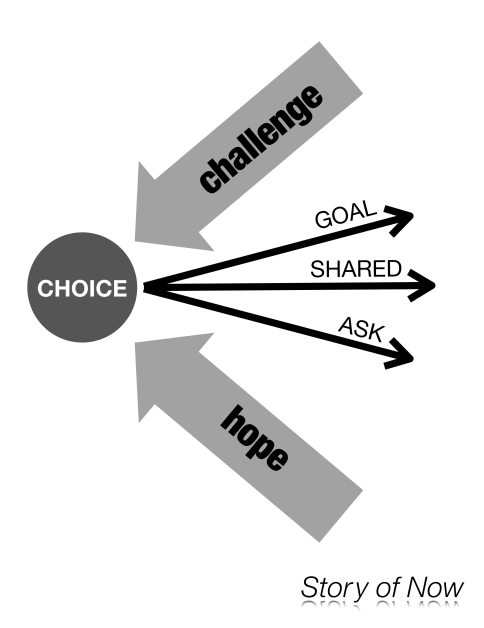 challenge
GOAL
SHARED
CHOICE
ASK
hope
Story of Now